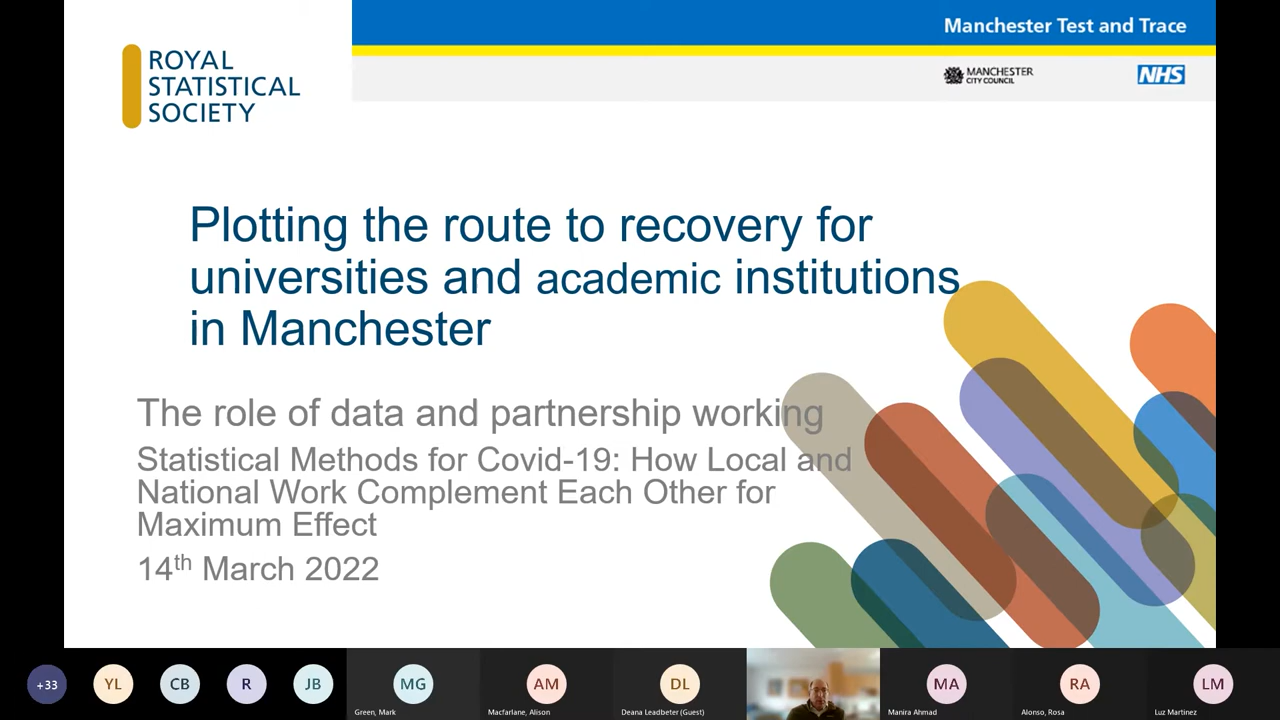 ROYAL
STATISTICAL
SOCIETY
Manchester Test and Trace
MANCHESTER
CITY COUNCIL
NHS
Plotting the route to recovery for
universities and academic institutions
in Manchester
The role of data and partnership working
Statistical Methods for Covid-19: How Local and
National Work Complement Each Other for
Maximum Effect
14th March 2022
+33
YL
CB
R
JB
MG
Green, Mark
AM
Macfarlane, Alison
DL
Deana Leadbeter (Guest)
MA
Manira Ahmad
RA
Alonso, Rosa
LM
Luz Martinez